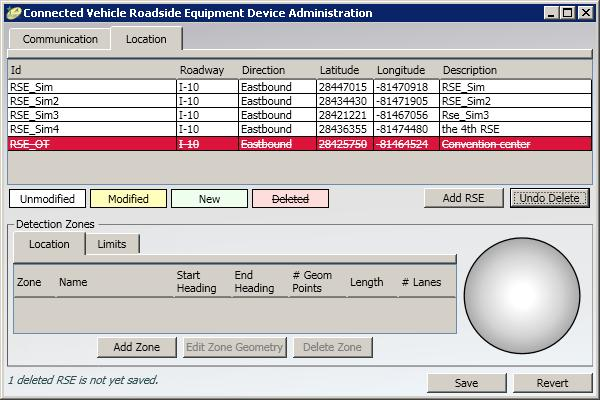 Connected Vehicle Roadside Equipment Device Administration
Communication Location
Id Roadway Direction Latitude Longitude Description
RSE_Sim I-10 Eastbound 28447015 -81470918 RSE_Sim
RSE_Sim2 I-10 Eastbound 28434430 -81471905 RSE_Sim2
RSE_Sim3 I-10 Eastbound 28421221 -81467056 Rse_Sim3
RSE_Sim4 I-10 Eastbound 28436355 -81474480 the 4th RSE
RSE_OT I-10 Eastbound 28425750 -81464524 Convention center
Unmodified Modified New Deleted Add RSE Undo Delete
Detection Zones
Location Limits
Zone Name Start Heading End Heading # Geom Points Length # Lanes
Add Zone Edit Zone Geometry Delete Zone
1 deleted RSE is not yet saved. Save Revert